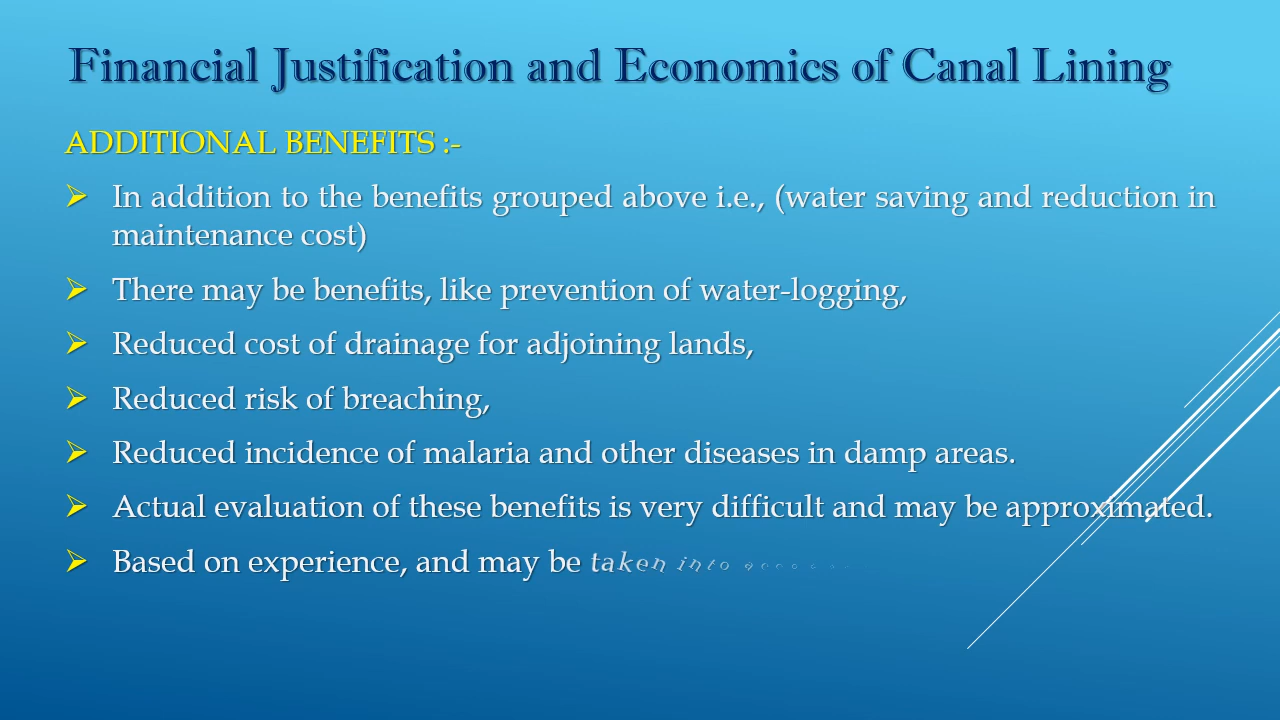 Financial Justification and Economics of Canal Lining
ADDITIONAL BENEFITS :-
In addition to the benefits grouped above i.e., (water saving and reduction in
maintenance cost)
There may be benefits, like prevention of water-logging,
Reduced cost of drainage for adjoining lands,
Reduced risk of breaching,
Reduced incidence of malaria and other diseases in damp areas.
Actual evaluation of these benefits is very difficult and may be approximated.
Based on experience, and may be taken into